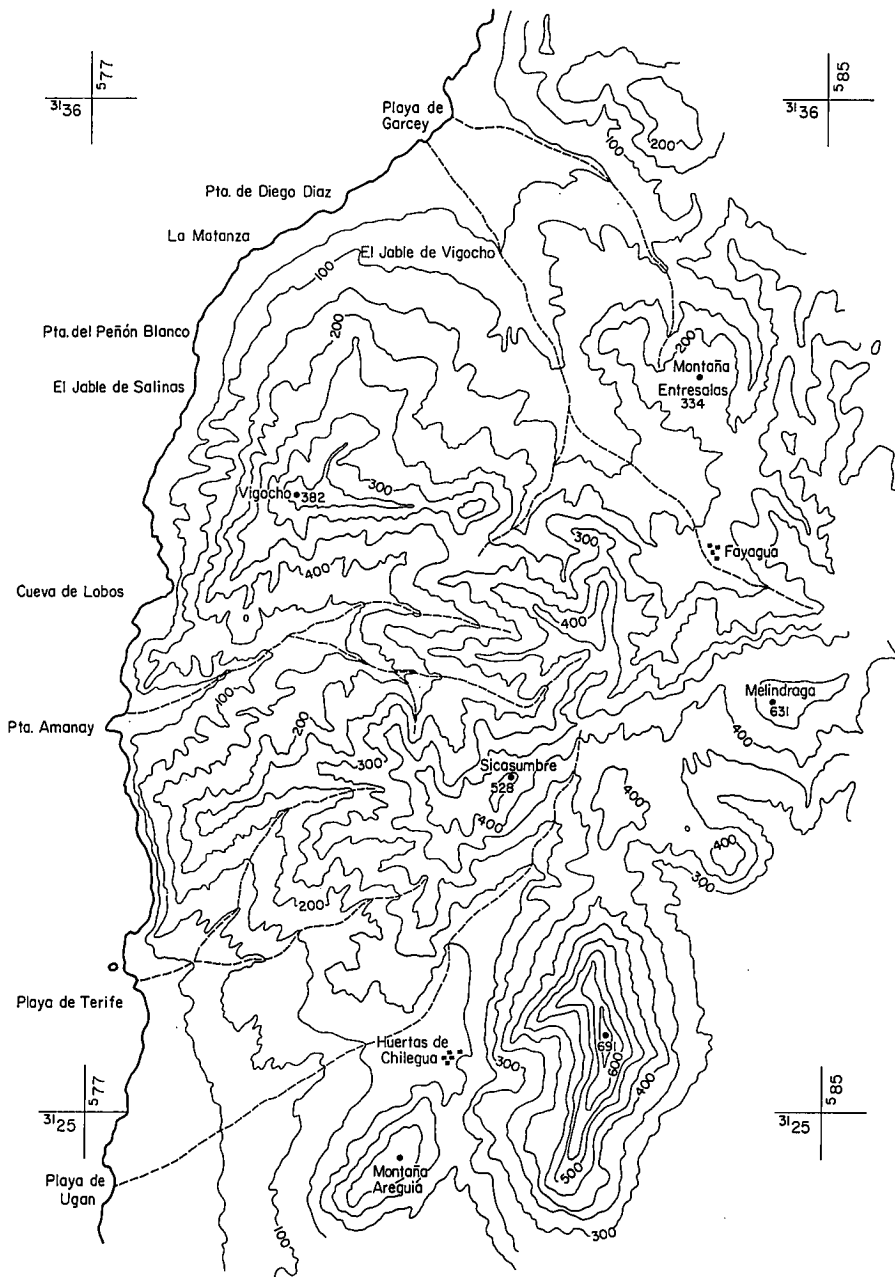 577
3136
585
3136
Playa de
Garcey
100
200
Pta. de Diego Diaz
La Matanza
El Jable de Vigocho
100
200
Pta. del Peñón Blanco
200
Montaña
Entresalas
334
El Jable de Salinas
300
Vigocho 382
300
Fayagua
400
Cueva de Lobos
400
Melindraga
631
100
Pta. Amanay
200
400
300
Sicasumbre
528
400
400
400
300
200
Playa de Terife
Huertas de
Chilegua
691
600
300
400
577
3125
585
3125
Playa de
Ugan
Montaña
Areguia
500
100
100
300